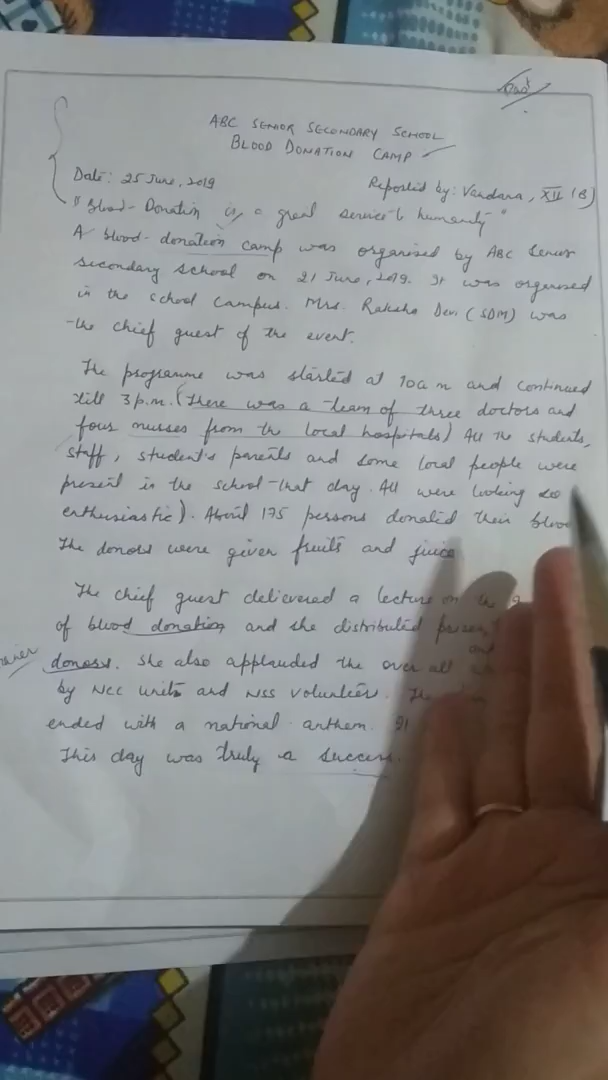 ABC SENIOR SECONDARY SCHOOL
BLOOD DONATION CAMP
Date: 25 June, 2019 Reported by: Vandana, XII (B)
"Blood-Donation is a great service to humanity"
A blood-donation camp was organised by ABC Senior
secondary school on 21 June, 2019. It was organised
in the school campus. Mrs. Raksha Devi (SDM) was
the chief guest of the event.
The programme was started at 10a.m and continued
till 3p.m. (There was a team of three doctors and
four nurses from the local hospitals) All the students,
staff, student's parents and some local people were
present in the school that day. All were looking so
enthusiastic). About 175 persons donated their blood
The donors were given fruits and juice
The chief guest delivered a lecture on the
of blood donation and she distributed
and
donors. She also applauded the over all
by NCC units and NSS volunteer. The
ended with a national anthem.
This day was truly a success.